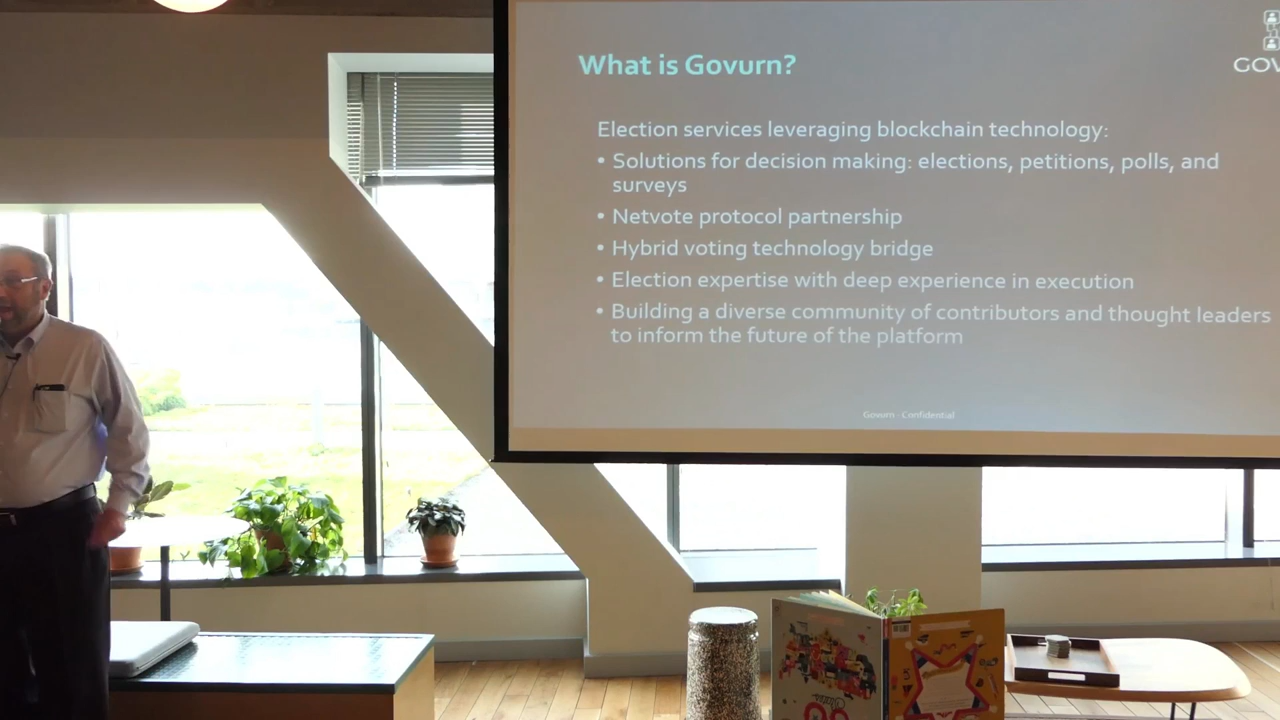 What is Govurn?
GOV
Election services leveraging blockchain technology:
• Solutions for decision making: elections, petitions, polls, and
surveys
• Netvote protocol partnership
• Hybrid voting technology bridge
• Election expertise with deep experience in execution
• Building a diverse community of contributors and thought leaders
to inform the future of the platform
Govurn - Confidential